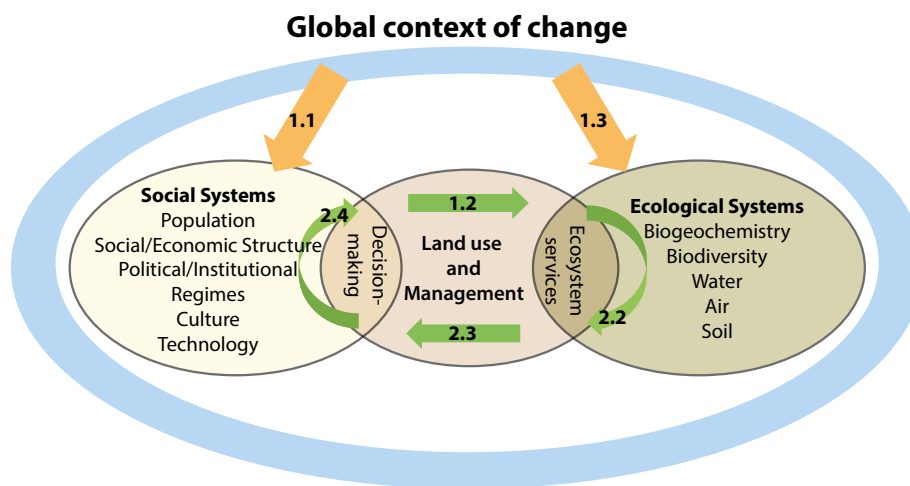 Global context of change
1.1
1.3
Social Systems
Population
Social/Economic Structure
Political/Institutional
Regimes
Culture
Technology
2.4
Decision-
making
1.2
Land use
and
Management
2.3
Ecosystem
services
2.2
Ecological Systems
Biogeochemistry
Biodiversity
Water
Air
Soil